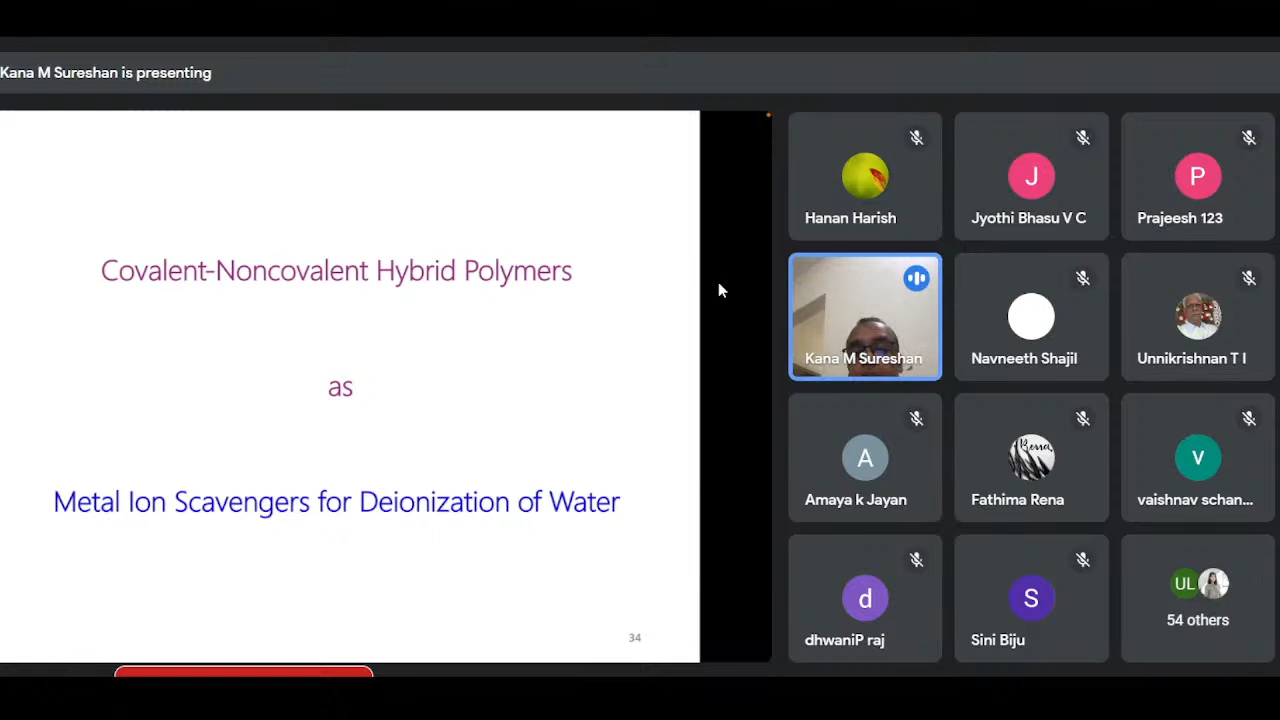 Kana M Sureshan is presenting
Covalent-Noncovalent Hybrid Polymers
as
Metal Ion Scavengers for Deionization of Water
34
Hanan Harish
J
Jyothi Bhasu V C
P
Prajeesh 123
Kana M Sureshan
Navneeth Shajil
Unnikrishnan T I
A
Amaya k Jayan
Rena
Fathima Rena
v
vaishnav schan...
d
dhwaniP raj
S
Sini Biju
UL
54 others